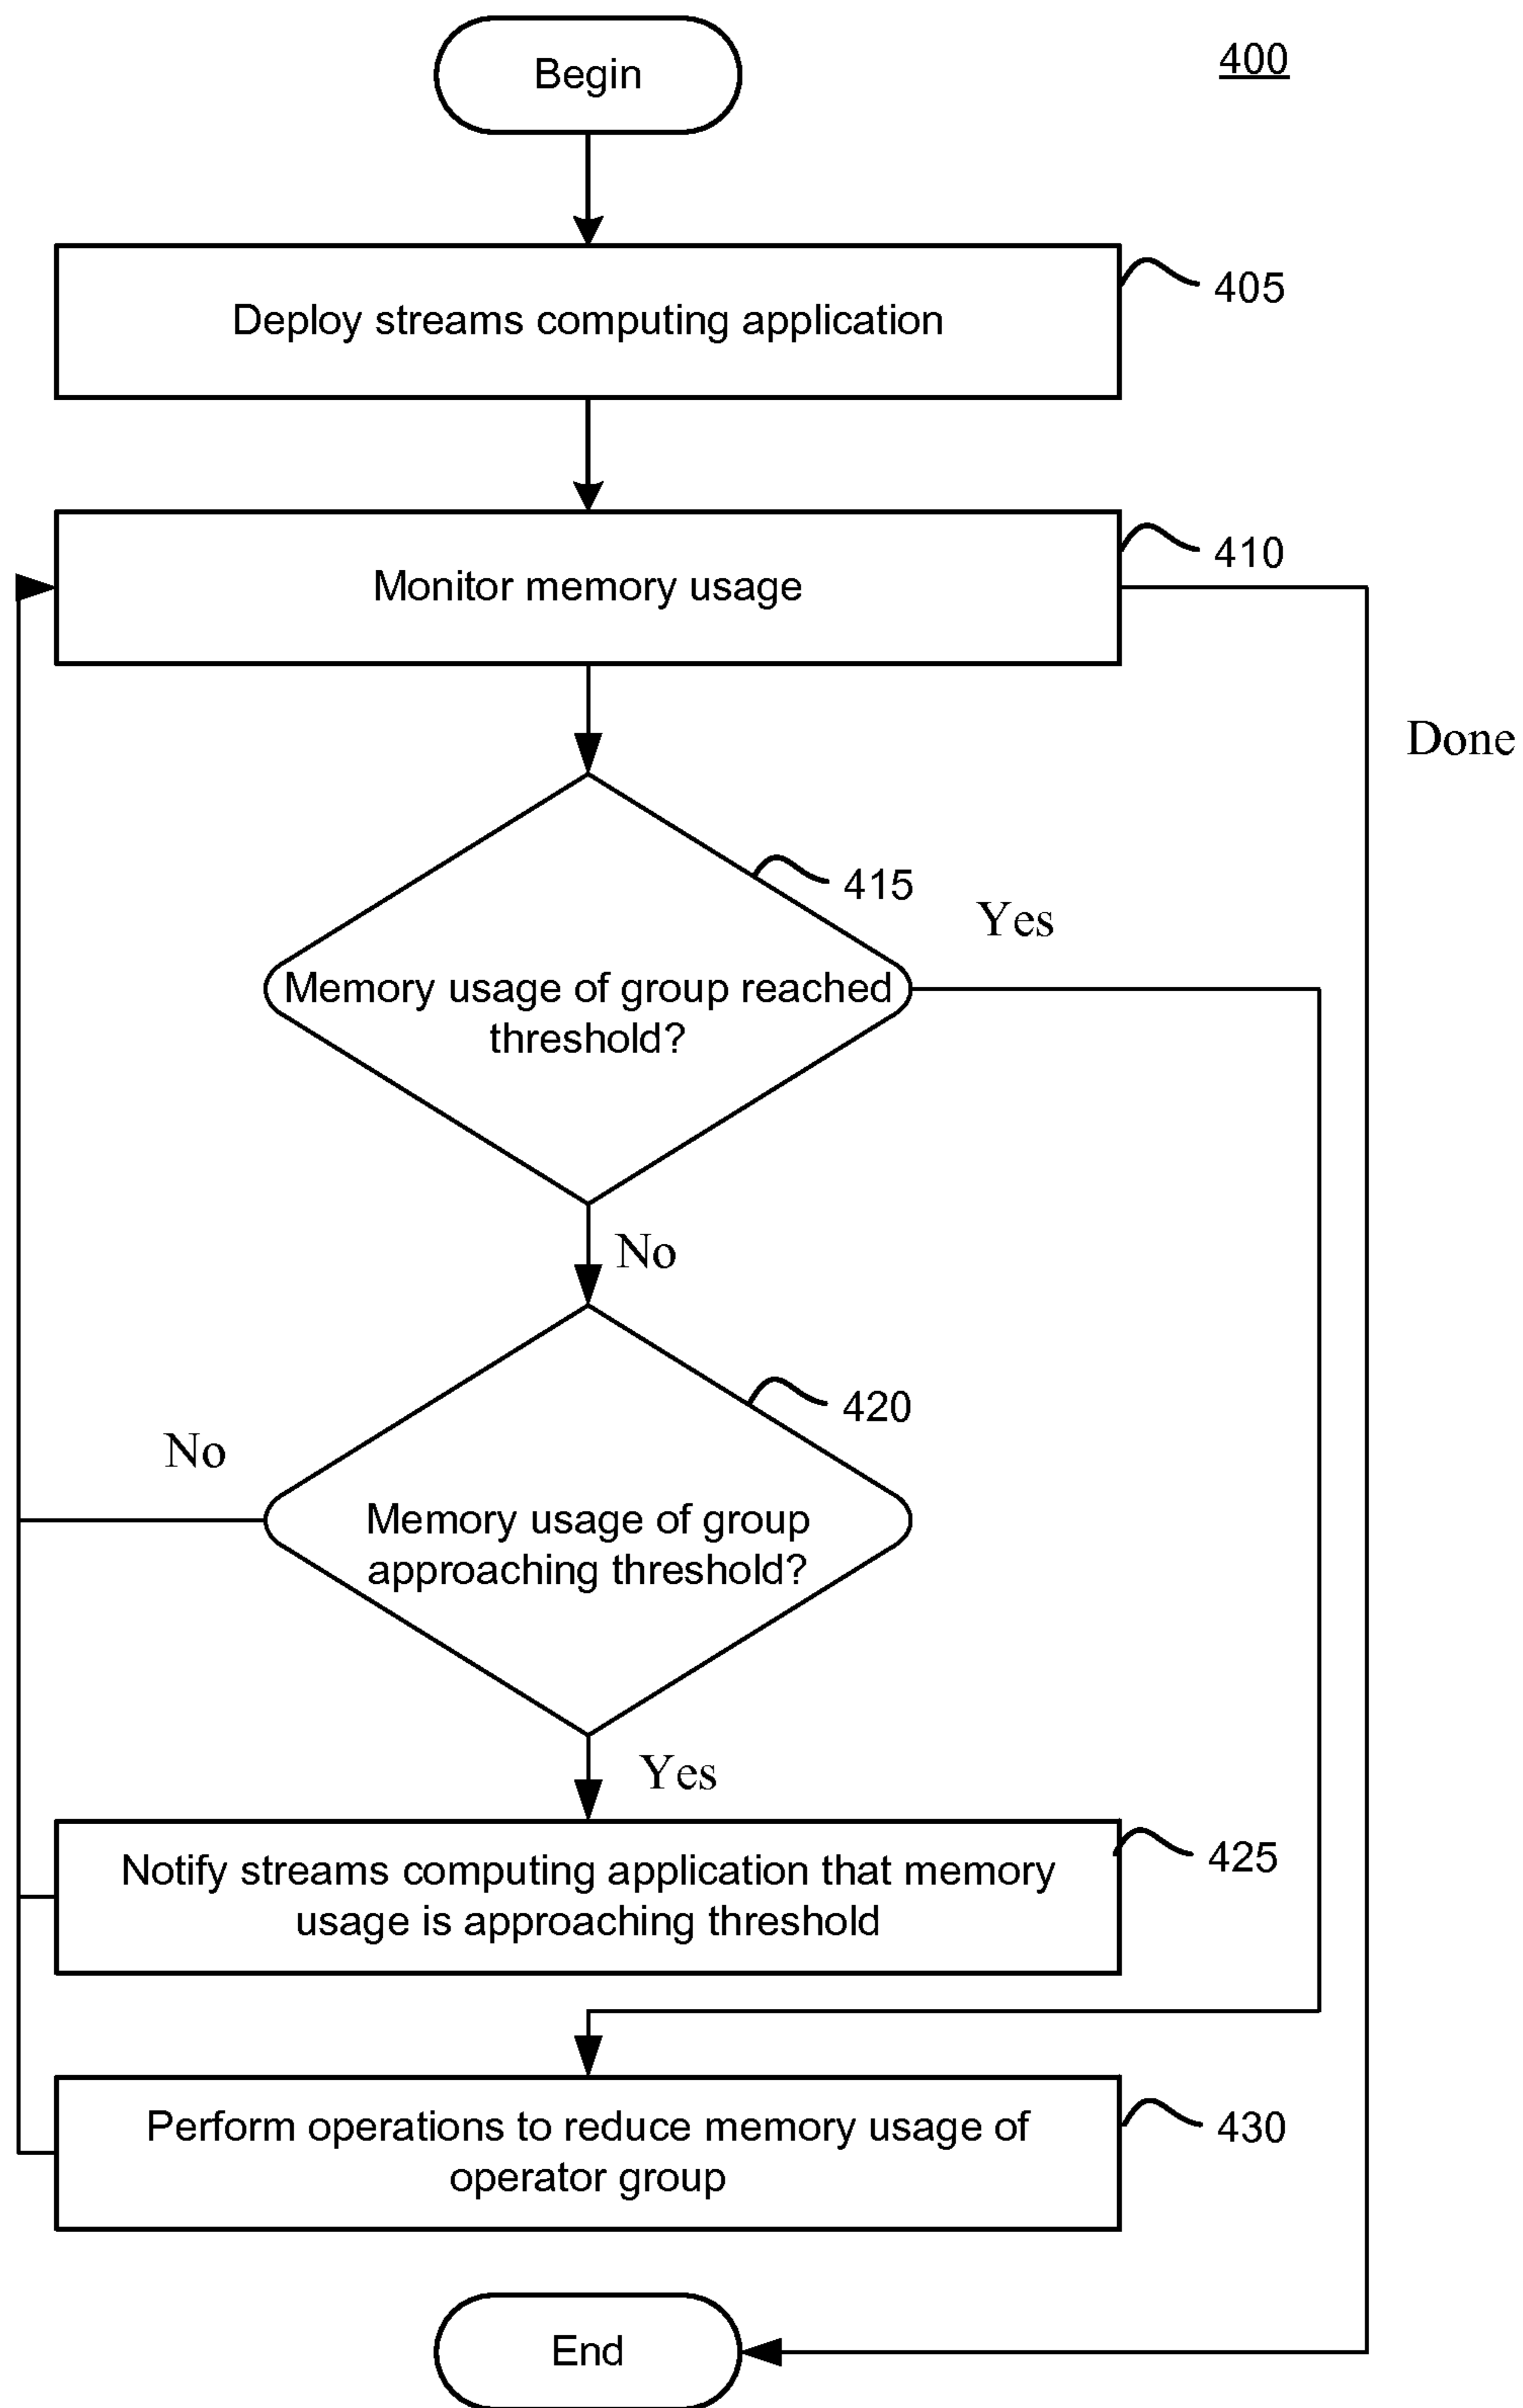 Begin
400
Deploy streams computing application
405
Monitor memory usage
410
Done
415
Yes
Memory usage of group reached
threshold?
No
420
No
Memory usage of group
approaching threshold?
Yes
Notify streams computing application that memory
usage is approaching threshold
425
Perform operations to reduce memory usage of
operator group
430
End